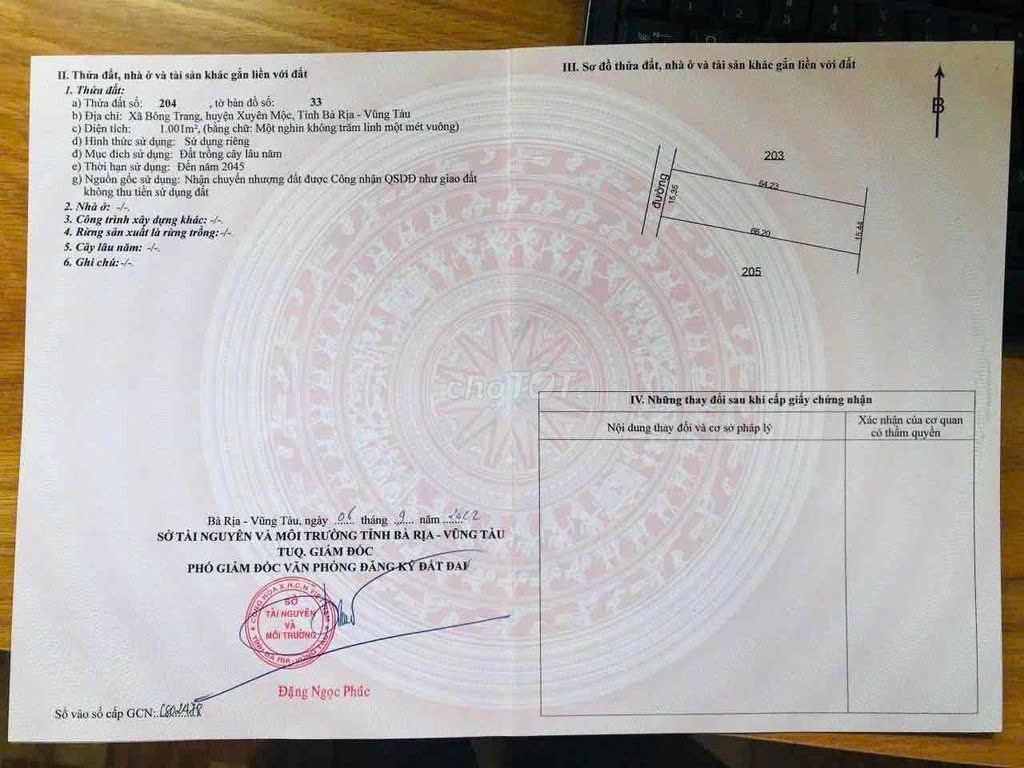 II. Thửa đất, nhà ở và tài sản khác gắn liền với đất
1. Thửa đất:
a) Thửa đất số: 204 , tờ bản đồ số: 33
b) Địa chỉ: Xã Bông Trang, huyện Xuyên Mộc, Tỉnh Bà Rịa - Vũng Tàu
c) Diện tích: 1.001m², (bằng chữ: Một nghìn không trăm linh một mét vuông)
d) Hình thức sử dụng: Sử dụng riêng
đ) Mục đích sử dụng: Đất trồng cây lâu năm
e) Thời hạn sử dụng: Đến năm 2045
g) Nguồn gốc sử dụng: Nhận chuyển nhượng đất được Công nhận QSDĐ như giao đất
không thu tiền sử dụng đất
2. Nhà ở: -/-.
3. Công trình xây dựng khác: -/-.
4. Rừng sản xuất là rừng trồng:-/-.
5. Cây lâu năm: -/-.
6. Ghi chú:-/-.
Bà Rịa - Vũng Tàu, ngày 06 tháng 9 năm 2022
SỞ TÀI NGUYÊN VÀ MÔI TRƯỜNG TỈNH BÀ RỊA - VŨNG TÀU
TUQ. GIÁM ĐỐC
PHÓ GIÁM ĐỐC VĂN PHÒNG ĐĂNG KÝ ĐẤT ĐAI
CỘNG HÒA X.H.C.N VIỆT NAM
SỞ
TÀI NGUYÊN
VÀ
MÔI TRƯỜNG
TỈNH BÀ RỊA - VŨNG TÀU
Đặng Ngọc Phúc
Số vào sổ cấp GCN:
III. Sơ đồ thửa đất, nhà ở và tài sản khác gắn liền với đất
B
203
đường
15.35
64.23
66.20
15.44
205
chợTỐT
IV. Những thay đổi sau khi cấp giấy chứng nhận
Nội dung thay đổi và cơ sở pháp lý
Xác nhận của cơ quan
có thẩm quyền